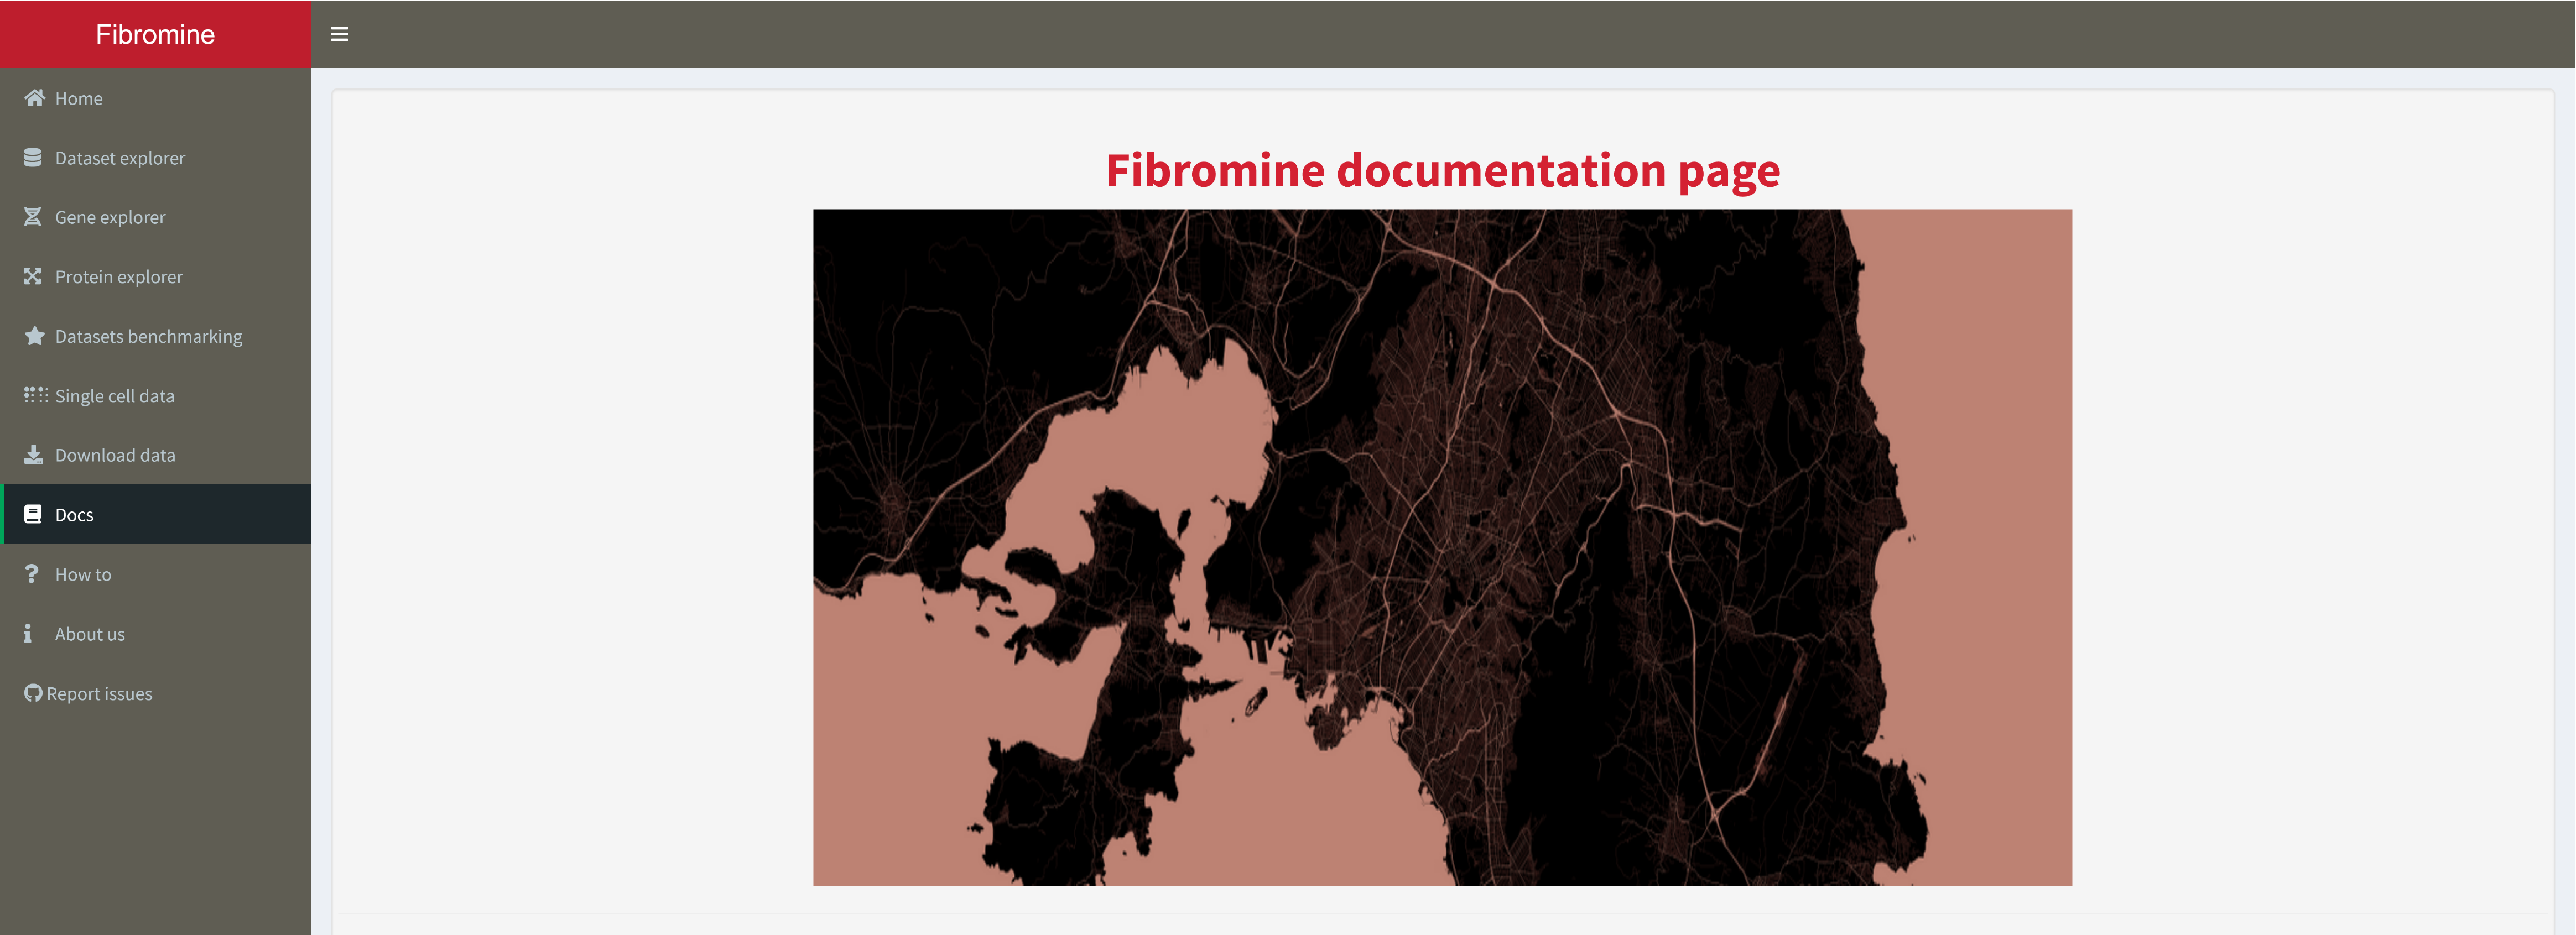 Fibromine
Home
Dataset explorer
Gene explorer
Protein explorer
Datasets benchmarking
Single cell data
Download data
Docs
How to
About us
Report issues
Fibromine documentation page